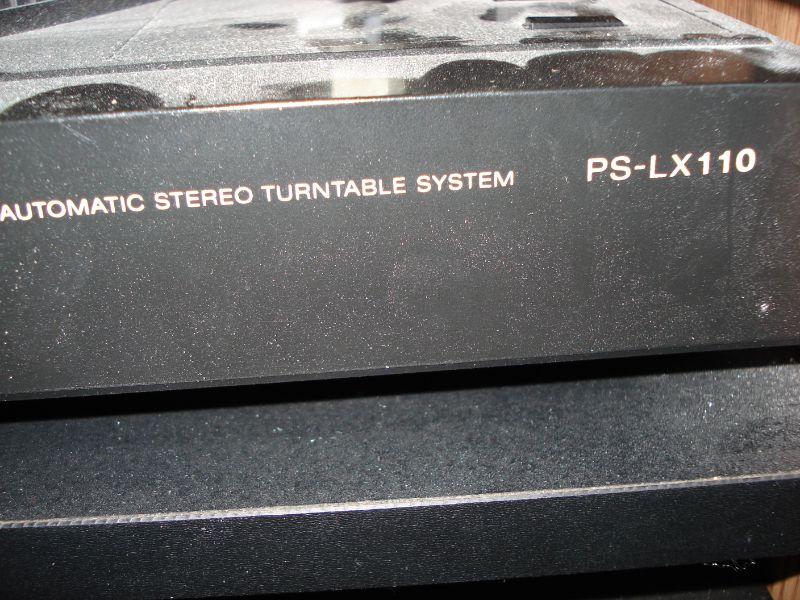 AUTOMATIC STEREO TURNTABLE SYSTEM PS-LX110